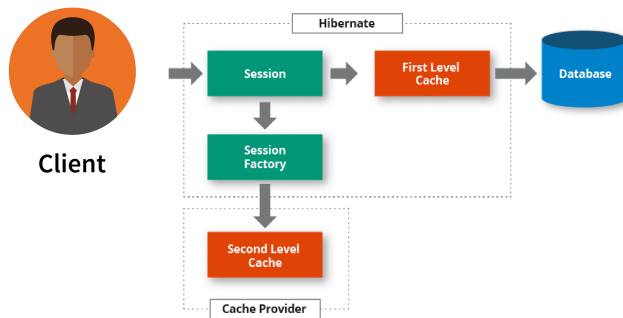 Hibernate
Client
Session
First Level
Cache
Database
Session
Factory
Second Level
Cache
Cache Provider